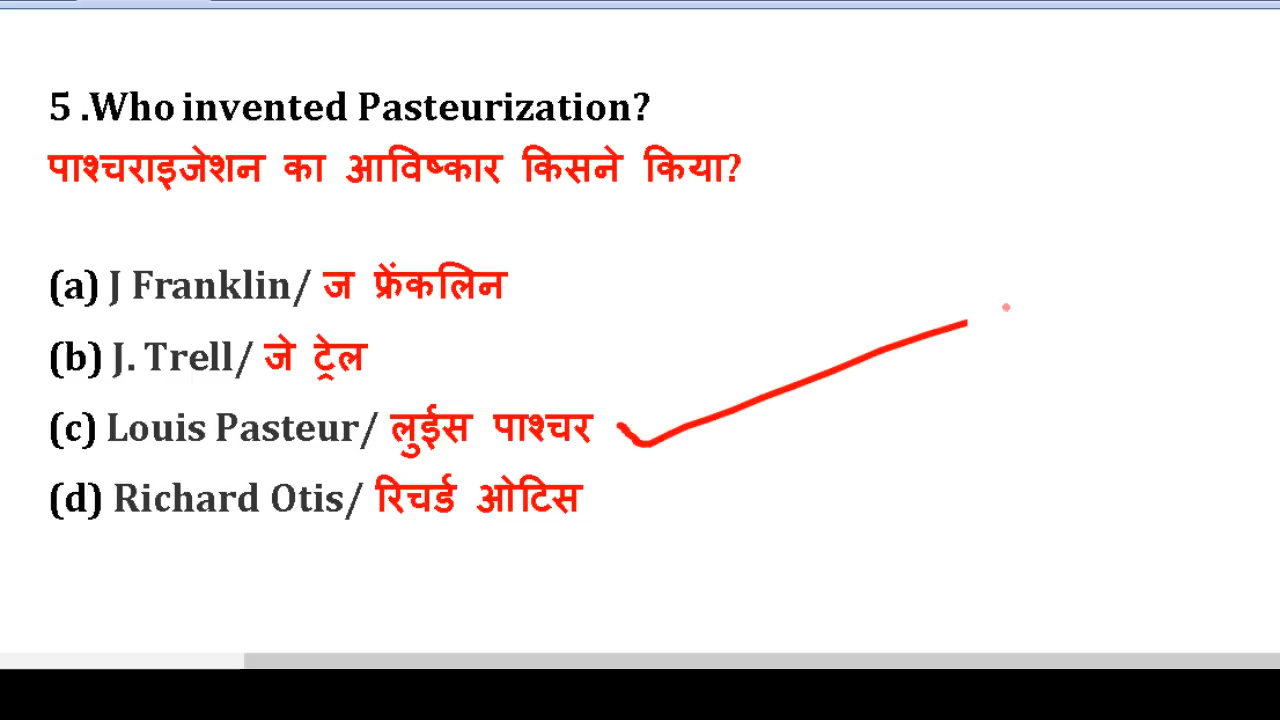 5 .Who invented Pasteurization?
पाश्चराइजेशन का आविष्कार किसने किया?
(a) J Franklin/ ज फ्रेंकलिन
(b) J. Trell/ जे ट्रेल
(c) Louis Pasteur/ लुईस पाश्चर
(d) Richard Otis/ रिचर्ड ओटिस